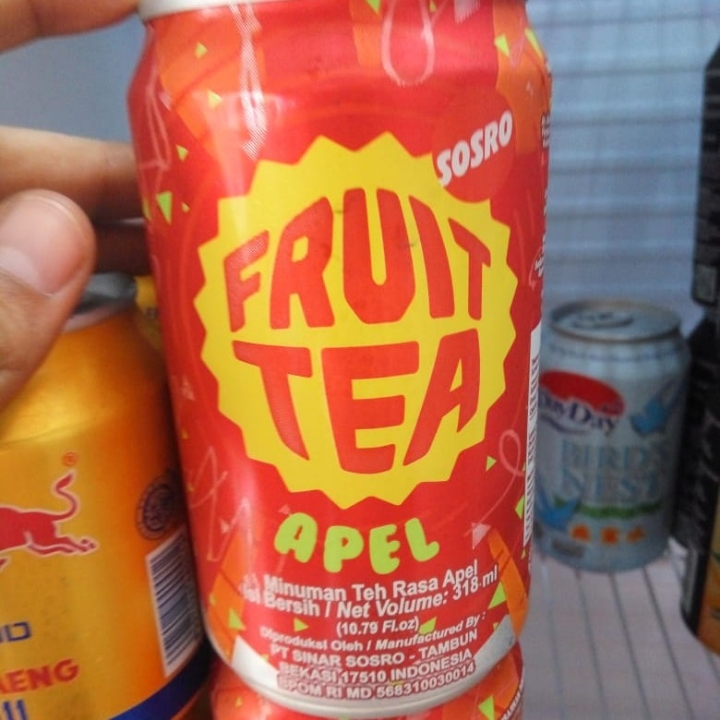 SOSRO
FRUIT
TEA
APEL
Minuman Teh Rasa Apel
Isi Bersih / Net Volume: 318 ml
(10.79 Fl.oz)
Diproduksi Oleh / Manufactured By :
PT SINAR SOSRO - TAMBUN
BEKASI 17510 INDONESIA
BPOM RI MD 568310030014
DayDay
BIRD'S
NEST